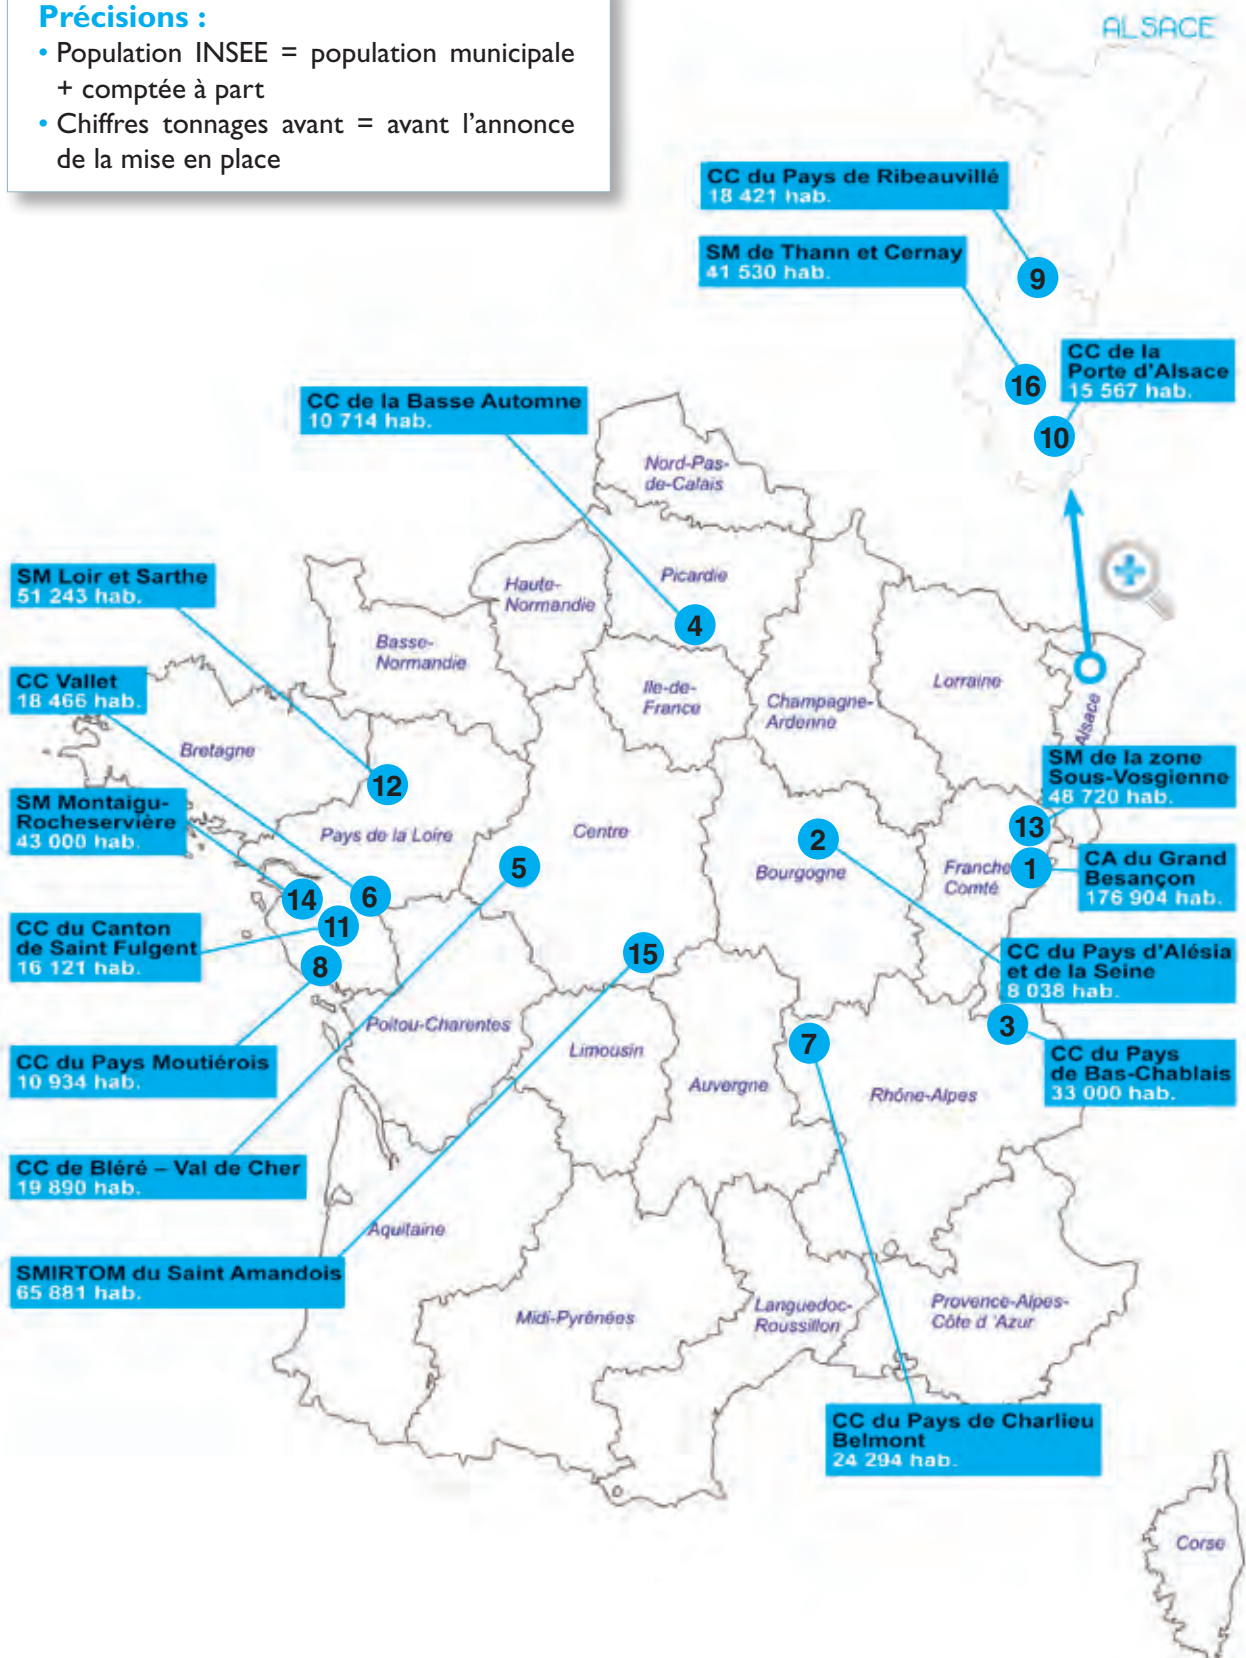 Précisions :
• Population INSEE = population municipale
+ comptée à part
• Chiffres tonnages avant = avant l'annonce
de la mise en place
ALSACE
CC du Pays de Ribeauvillé
18 421 hab.
9
SM de Thann et Cernay
41 530 hab.
16
CC de la
Porte d'Alsace
15 567 hab.
10
CC de la Basse Automne
10 714 hab.
Nord-Pas-
de-Calais
Picardie
4
Haute-
Normandie
Basse-
Normandie
SM Loir et Sarthe
51 243 hab.
Ile-de-
France
Champagne-
Ardenne
Lorraine
Alsace
CC Vallet
18 466 hab.
Bretagne
12
SM de la zone
Sous-Vosgienne
48 720 hab.
13
SM Montaigu-
Rocheservière
43 000 hab.
Pays de la Loire
Centre
2
Bourgogne
5
Franche
Comté
1
CA du Grand
Besançon
176 904 hab.
14
6
11
CC du Canton
de Saint Fulgent
16 121 hab.
8
15
CC du Pays d'Alésia
et de la Seine
8 038 hab.
3
Poitou-Charentes
Limousin
7
CC du Pays Moutiérois
10 934 hab.
Auvergne
Rhône-Alpes
CC du Pays
de Bas-Chablais
33 000 hab.
CC de Bléré – Val de Cher
19 890 hab.
Aquitaine
SMIRTOM du Saint Amandois
65 881 hab.
Midi-Pyrénées
Languedoc-
Roussillon
Provence-Alpes-
Côte d 'Azur
CC du Pays de Charlieu
Belmont
24 294 hab.
Corse